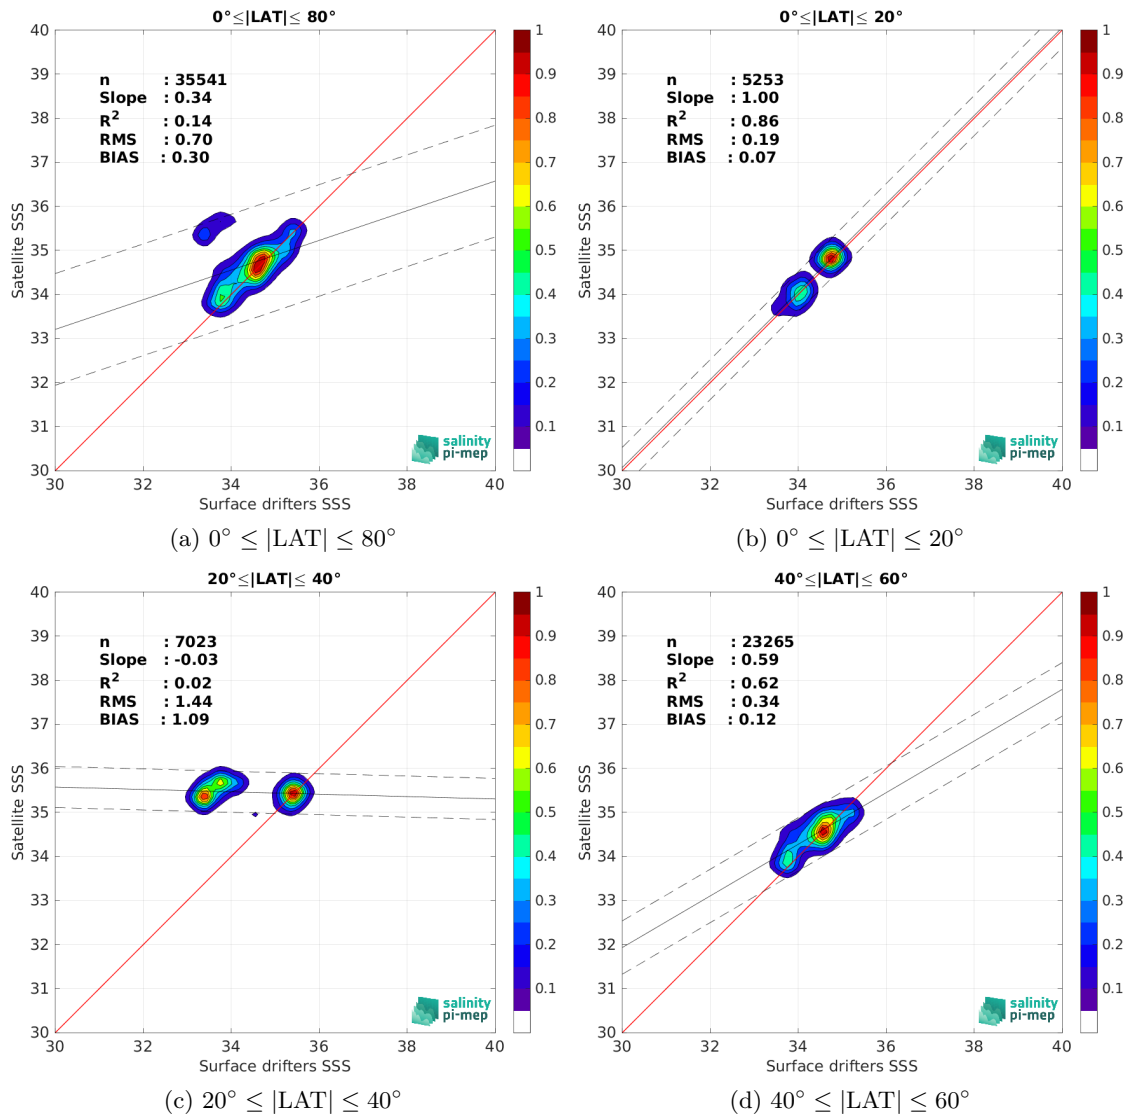 0°≤|LAT|≤ 80°
Satellite SSS
40
39
38
37
36
35
34
33
32
31
30
n : 35541
Slope : 0.34
R2 : 0.14
RMS : 0.70
BIAS : 0.30
1
0.9
0.8
0.7
0.6
0.5
0.4
0.3
0.2
0.1
salinity
pi-mep
30 32 34 36 38 40
Surface drifters SSS
(a) 0° ≤ |LAT| ≤ 80°
0°≤|LAT|≤ 20°
Satellite SSS
40
39
38
37
36
35
34
33
32
31
30
n : 5253
Slope : 1.00
R2 : 0.86
RMS : 0.19
BIAS : 0.07
1
0.9
0.8
0.7
0.6
0.5
0.4
0.3
0.2
0.1
salinity
pi-mep
30 32 34 36 38 40
Surface drifters SSS
(b) 0° ≤ |LAT| ≤ 20°
20°≤|LAT|≤ 40°
Satellite SSS
40
39
38
37
36
35
34
33
32
31
30
n : 7023
Slope : -0.03
R2 : 0.02
RMS : 1.44
BIAS : 1.09
1
0.9
0.8
0.7
0.6
0.5
0.4
0.3
0.2
0.1
salinity
pi-mep
30 32 34 36 38 40
Surface drifters SSS
(c) 20° ≤ |LAT| ≤ 40°
40°≤|LAT|≤ 60°
Satellite SSS
40
39
38
37
36
35
34
33
32
31
30
n : 23265
Slope : 0.59
R2 : 0.62
RMS : 0.34
BIAS : 0.12
1
0.9
0.8
0.7
0.6
0.5
0.4
0.3
0.2
0.1
salinity
pi-mep
30 32 34 36 38 40
Surface drifters SSS
(d) 40° ≤ |LAT| ≤ 60°